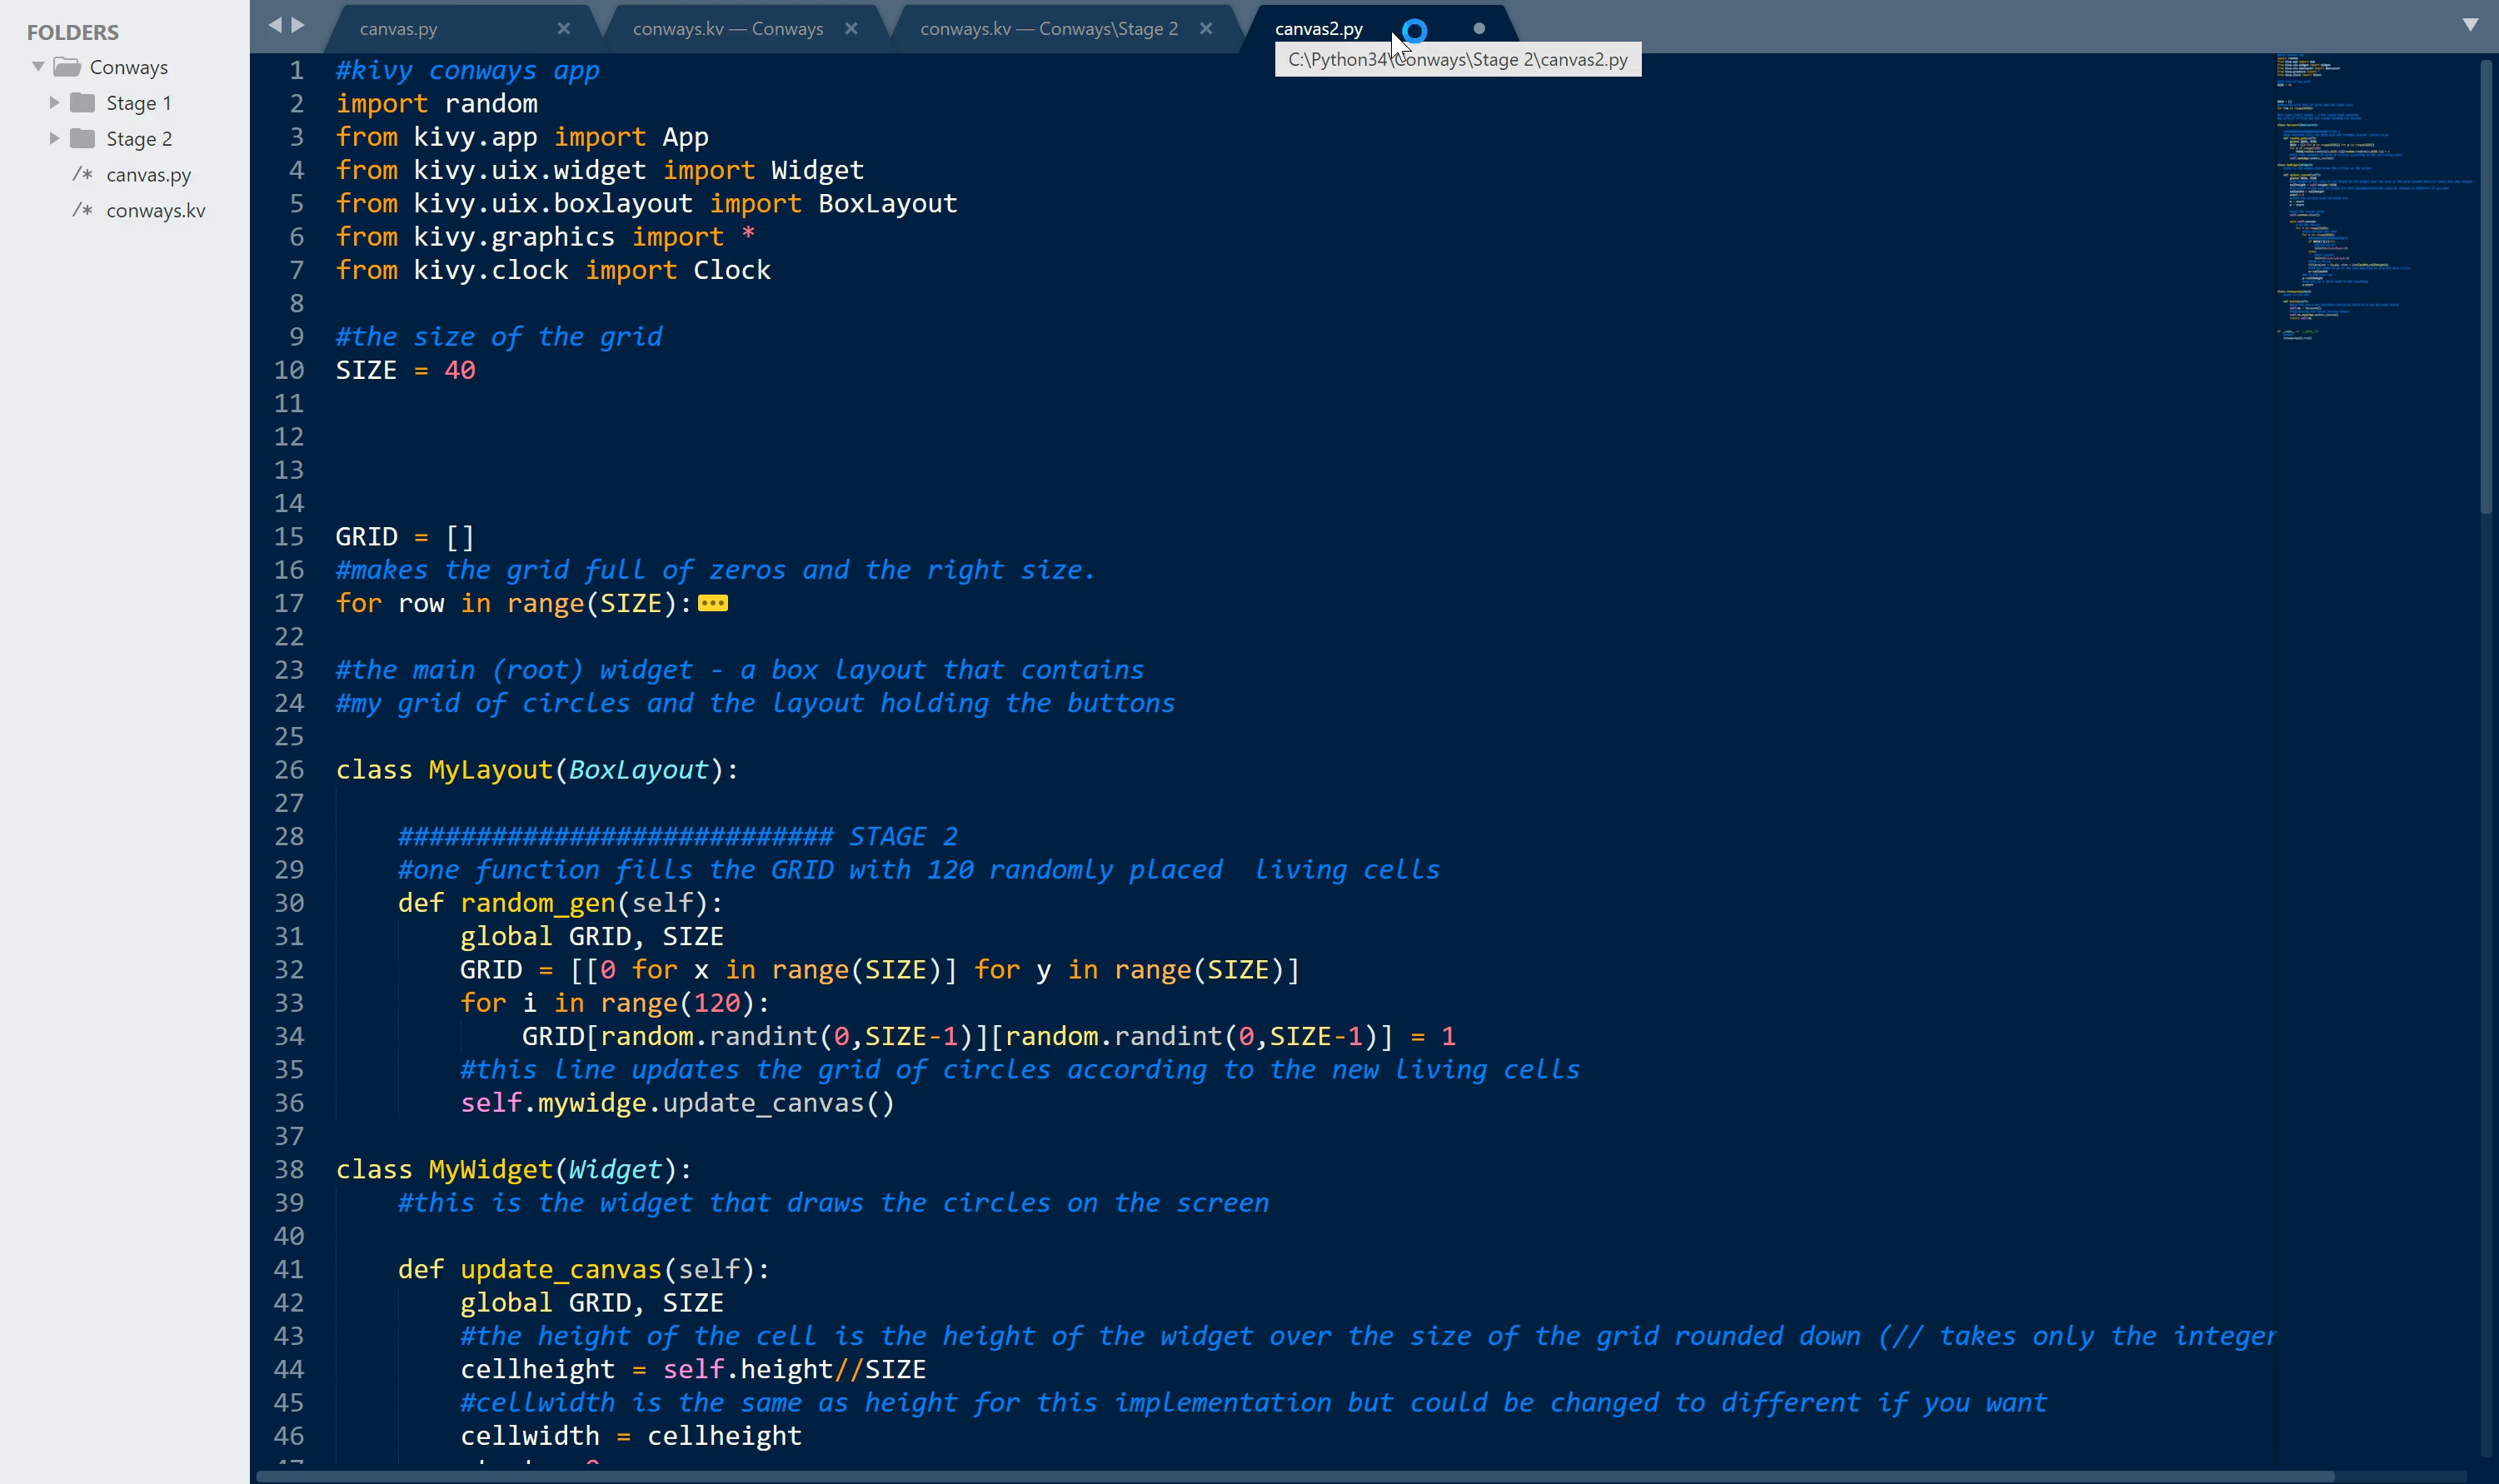 FOLDERS
Conways
Stage 1
Stage 2
/* canvas.py
/* conways.kv
canvas.py ×
conways.kv — Conways ×
conways.kv — Conways\Stage 2 ×
canvas2.py
C:\Python34\Conways\Stage 2\canvas2.py
1 #kivy conways app
2 import random
3 from kivy.app import App
4 from kivy.uix.widget import Widget
5 from kivy.uix.boxlayout import BoxLayout
6 from kivy.graphics import *
7 from kivy.clock import Clock
8
9 #the size of the grid
10 SIZE = 40
11
12
13
14
15 GRID = []
16 #makes the grid full of zeros and the right size.
17 for row in range(SIZE):
22
23 #the main (root) widget - a box layout that contains
24 #my grid of circles and the layout holding the buttons
25
26 class MyLayout(BoxLayout):
27
28     ############################ STAGE 2
29     #one function fills the GRID with 120 randomly placed  living cells
30     def random_gen(self):
31         global GRID, SIZE
32         GRID = [[0 for x in range(SIZE)] for y in range(SIZE)]
33         for i in range(120):
34             GRID[random.randint(0,SIZE-1)][random.randint(0,SIZE-1)] = 1
35         #this line updates the grid of circles according to the new living cells
36         self.mywidge.update_canvas()
37
38 class MyWidget(Widget):
39     #this is the widget that draws the circles on the screen
40
41     def update_canvas(self):
42         global GRID, SIZE
43         #the height of the cell is the height of the widget over the size of the grid rounded down (// takes only the integer
44         cellheight = self.height//SIZE
45         #cellwidth is the same as height for this implementation but could be changed to different if you want
46         cellwidth = cellheight